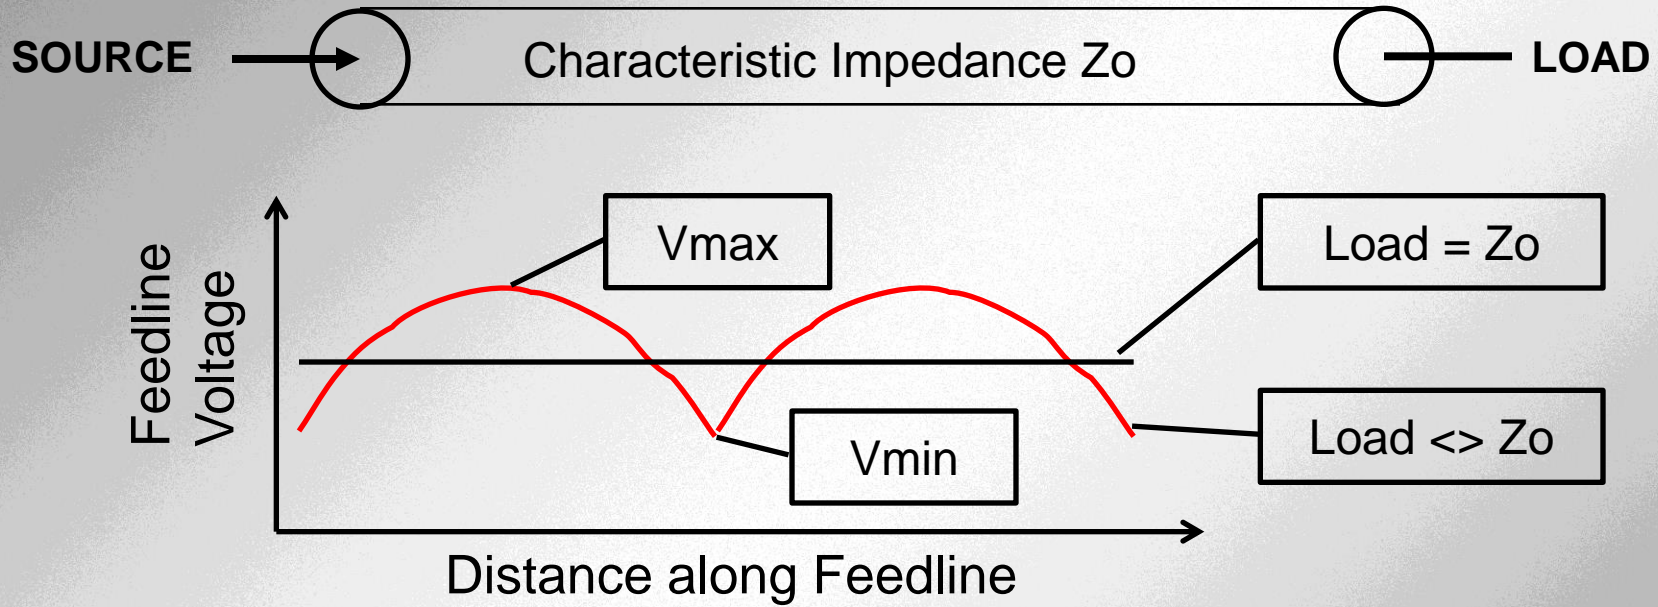 SOURCE
Characteristic Impedance Zo
LOAD
Vmax
Load = Zo
Feedline
Voltage
Vmin
Load <> Zo
Distance along Feedline